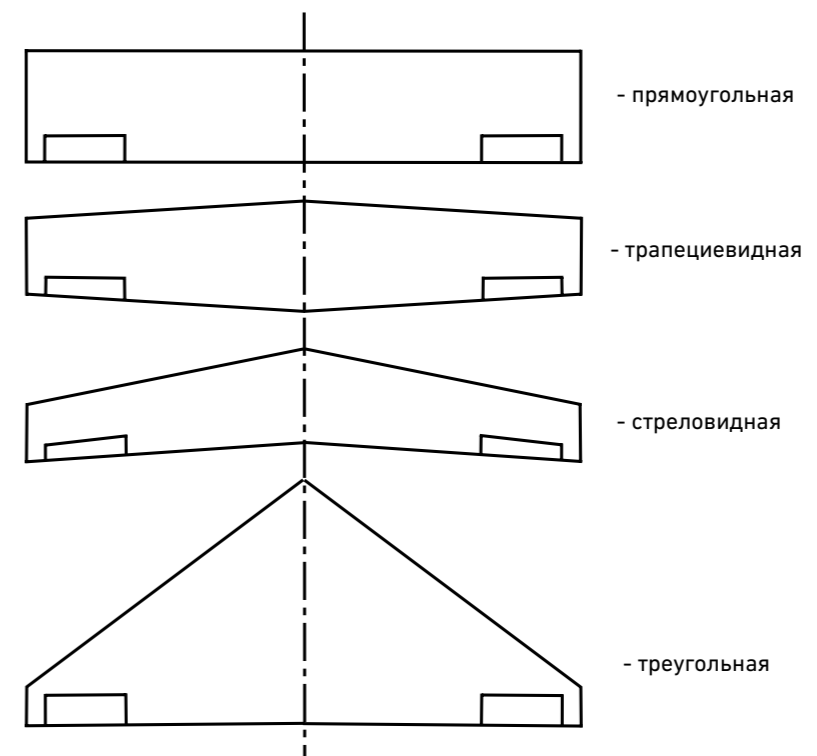 - прямоугольная
- трапециевидная
- стреловидная
- треугольная